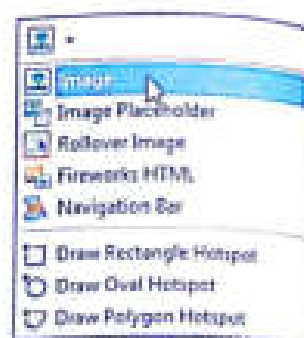 Image
Image Placeholder
Rollover Image
Fireworks HTML
Navigation Bar
Draw Rectangle Hotspot
Draw Oval Hotspot
Draw Polygon Hotspot